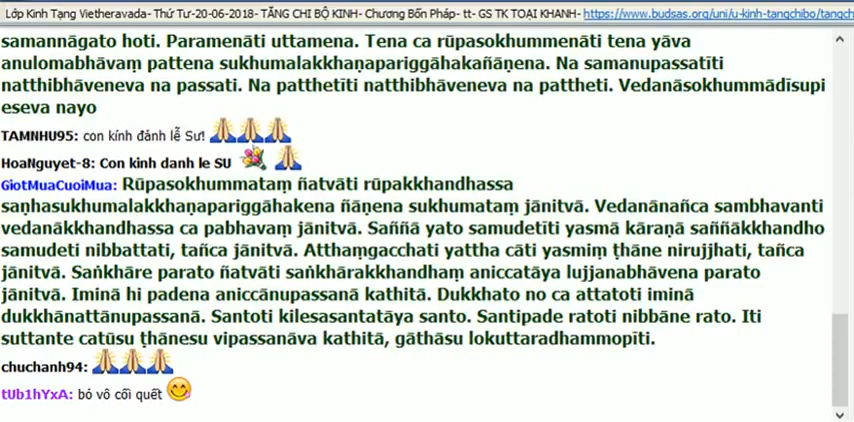 Lớp Kinh Tạng Vietheravada- Thứ Tư-20-06-2018- TĂNG CHI BỘ KINH- Chương Bốn Pháp- tt- GS TK TOẠI KHANH- https://www.budsas.org/uni/u-kinh-tangchibo/tangch
samannāgato hoti. Paramenāti uttamena. Tena ca rūpasokhummenāti tena yāva
anulomabhāvaṃ pattena sukhumalakkhaṇapariggāhakañāṇena. Na samanupassatīti
natthibhāveneva na passati. Na patthetīti natthibhāveneva na pattheti. Vedanāsokhummādīsupi
eseva nayo
TAMNHU95: con kính đảnh lễ Sư!
HoaNguyet-8: Con kinh danh le SU
GiotMuaCuoiMua: Rūpasokhummataṃ ñatvāti rūpakkhandhassa
saṇhasukhumalakkhaṇapariggāhakena ñāṇena sukhumataṃ jānitvā. Vedanānañca sambhavanti
vedanākkhandhassa ca pabhavaṃ jānitvā. Saññā yato samudetīti yasmā kāraṇā saññākkhandho
samudeti nibbattati, tañca jānitvā. Atthaṃgacchati yattha cāti yasmiṃ ṭhāne nirujjhati, tañca
jānitvā. Saṅkhāre parato ñatvāti saṅkhārakkhandhaṃ aniccatāya lujjanabhāvena parato
jānitvā. Iminā hi padena aniccānupassanā kathitā. Dukkhato no ca attatoti iminā
dukkhānattānupassanā. Santoti kilesasantatāya santo. Santipade ratoti nibbāne rato. Iti
suttante catūsu ṭhānesu vipassanāva kathitā, gāthāsu lokuttaradhammopīti.
chuchanh94:
tUb1hYxA: bỏ vô cối quết